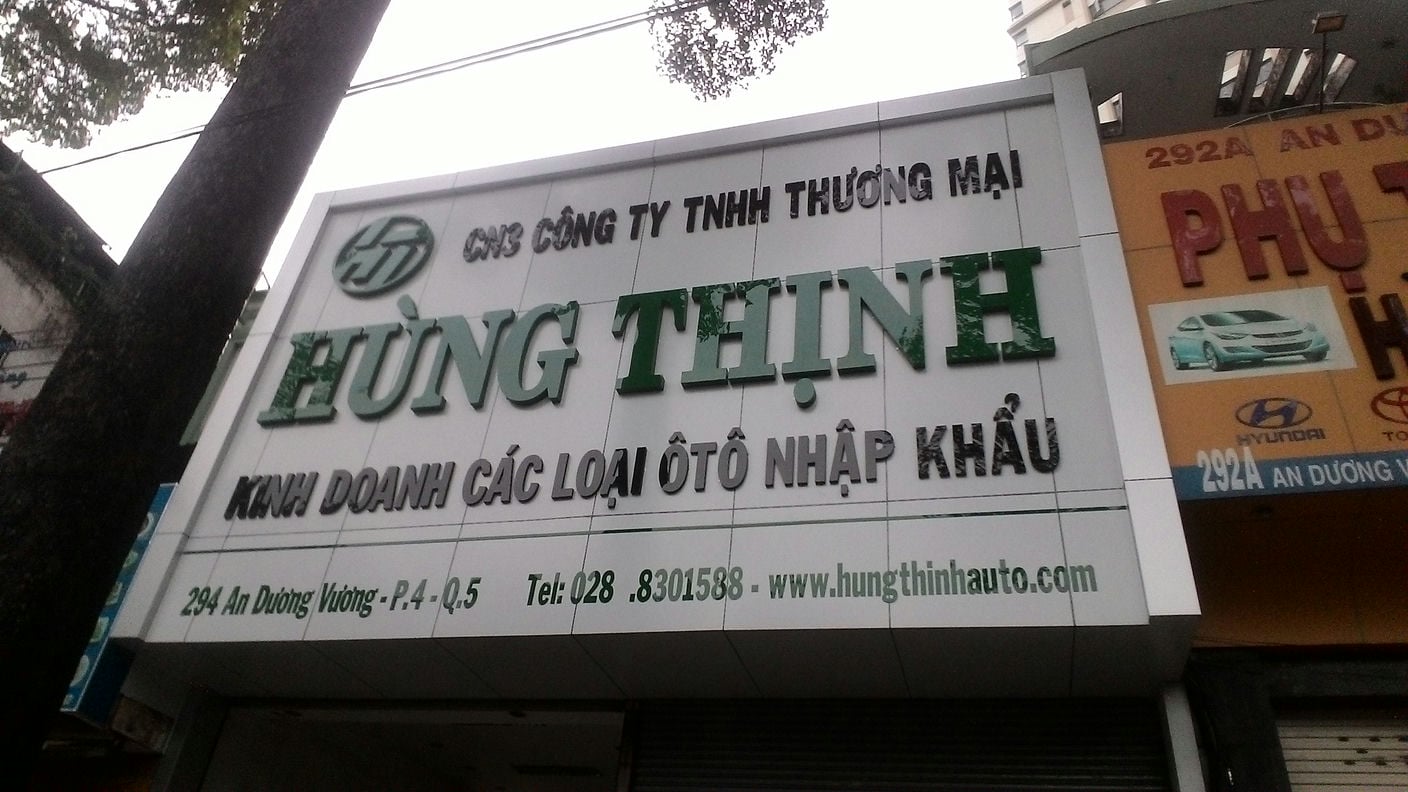 CN3 CÔNG TY TNHH THƯƠNG MẠI
HÙNG THỊNH
KINH DOANH CÁC LOẠI ÔTÔ NHẬP KHẨU
294 An Dương Vương - P.4 - Q.5 Tel: 028 .8301588 - www.hungthinhauto.com
292A AN
PHỤ
HYUNDAI
292A AN DƯƠNG